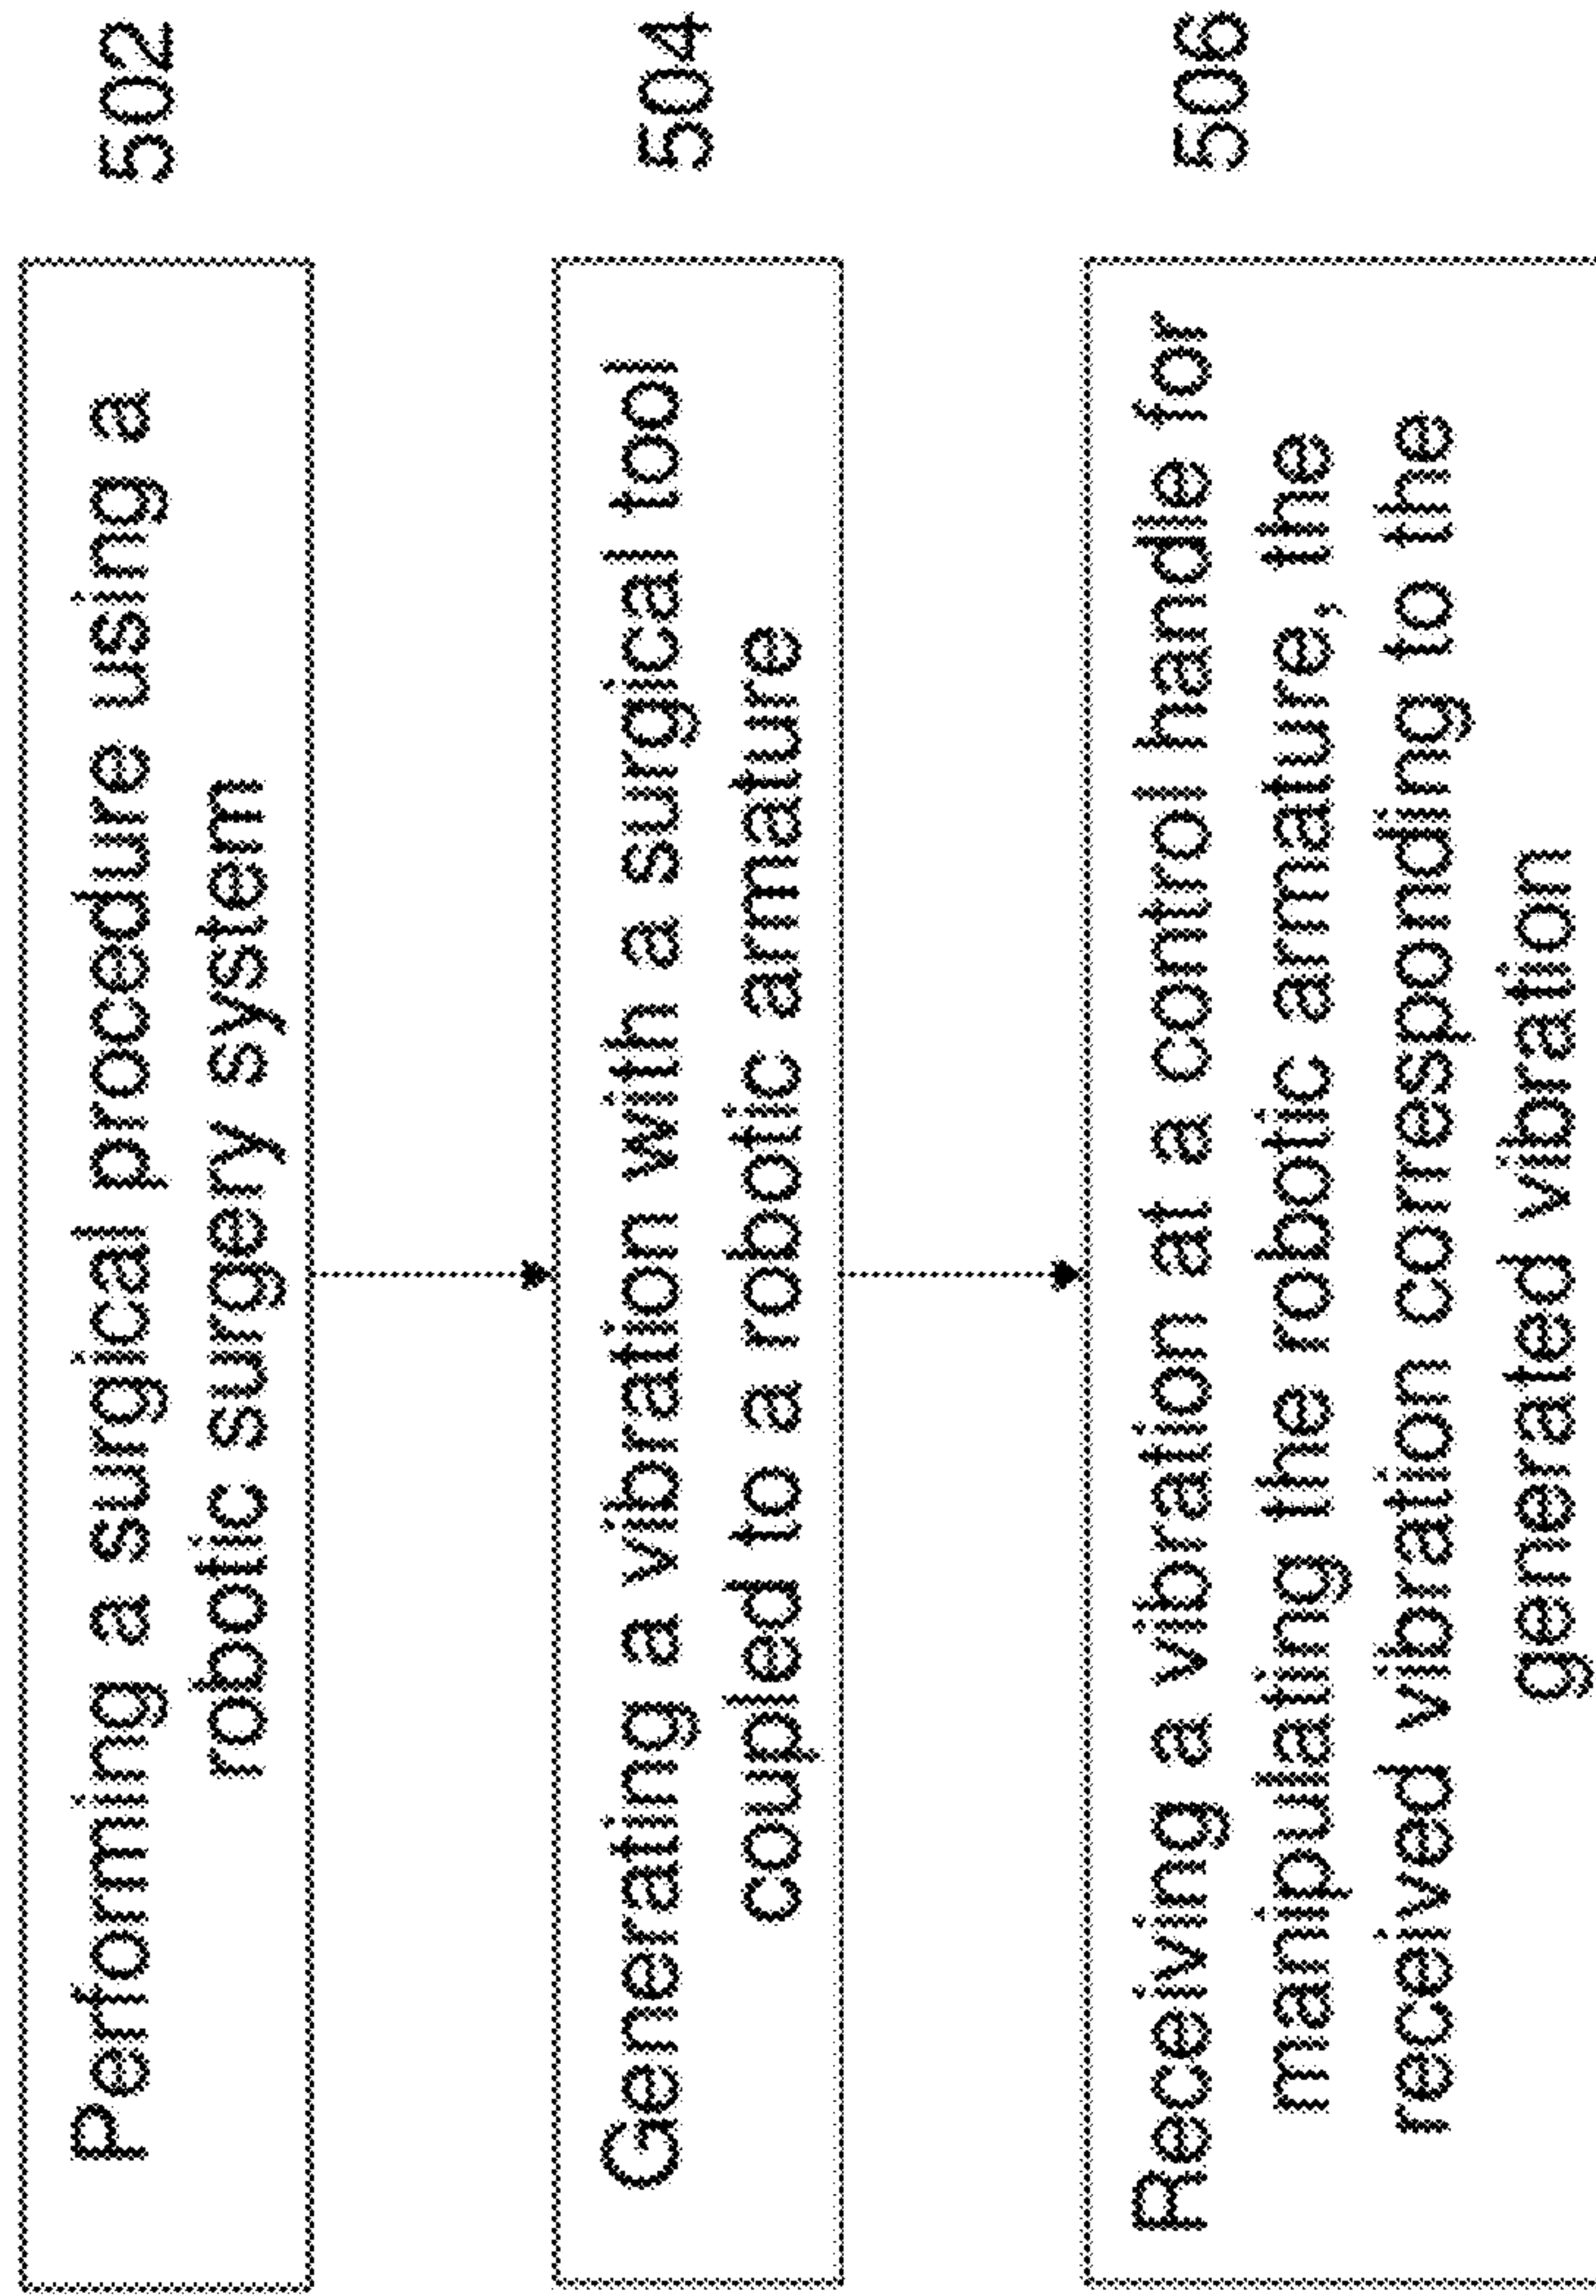 Performing a surgical procedure using a
robotic surgery system
502
Generating a vibration with a surgical tool
coupled to a robotic armature
504
Receiving a vibration at a control handle for
manipulating the robotic armature, the
received vibration corresponding to the
generated vibration
506